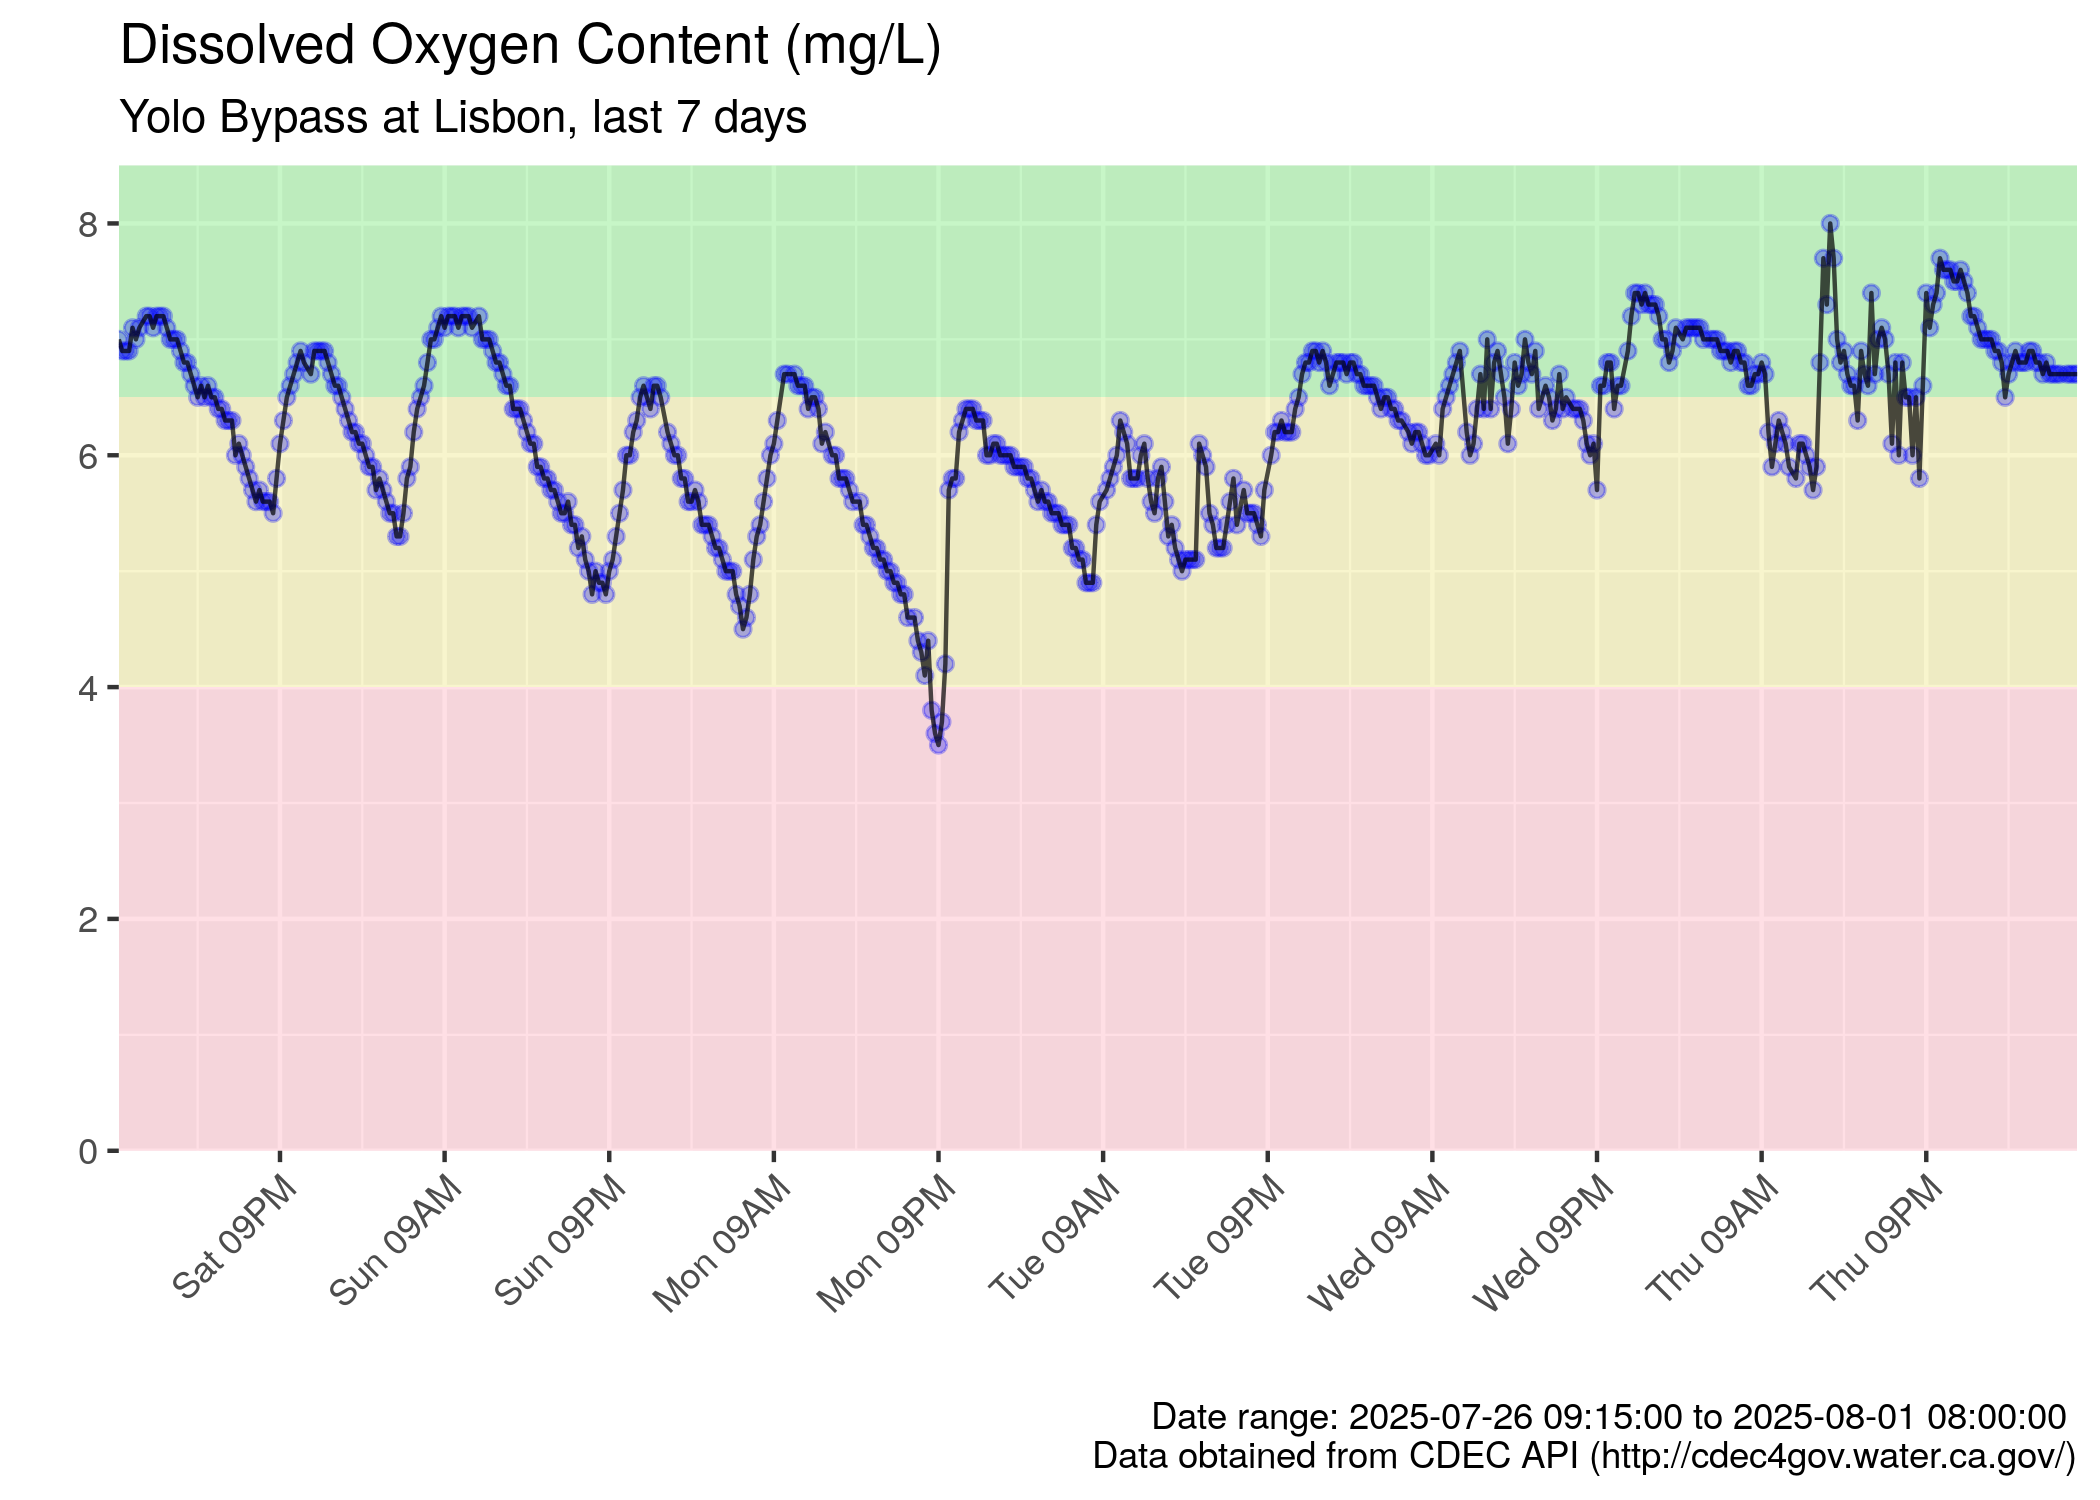 Dissolved Oxygen Content (mg/L)
Yolo Bypass at Lisbon, last 7 days
8
6
4
2
0
Sat 09PM
Sun 09AM
Sun 09PM
Mon 09AM
Mon 09PM
Tue 09AM
Tue 09PM
Wed 09AM
Wed 09PM
Thu 09AM
Thu 09PM
Date range: 2025-07-26 09:15:00 to 2025-08-01 08:00:00
Data obtained from CDEC API (http://cdec4gov.water.ca.gov/)